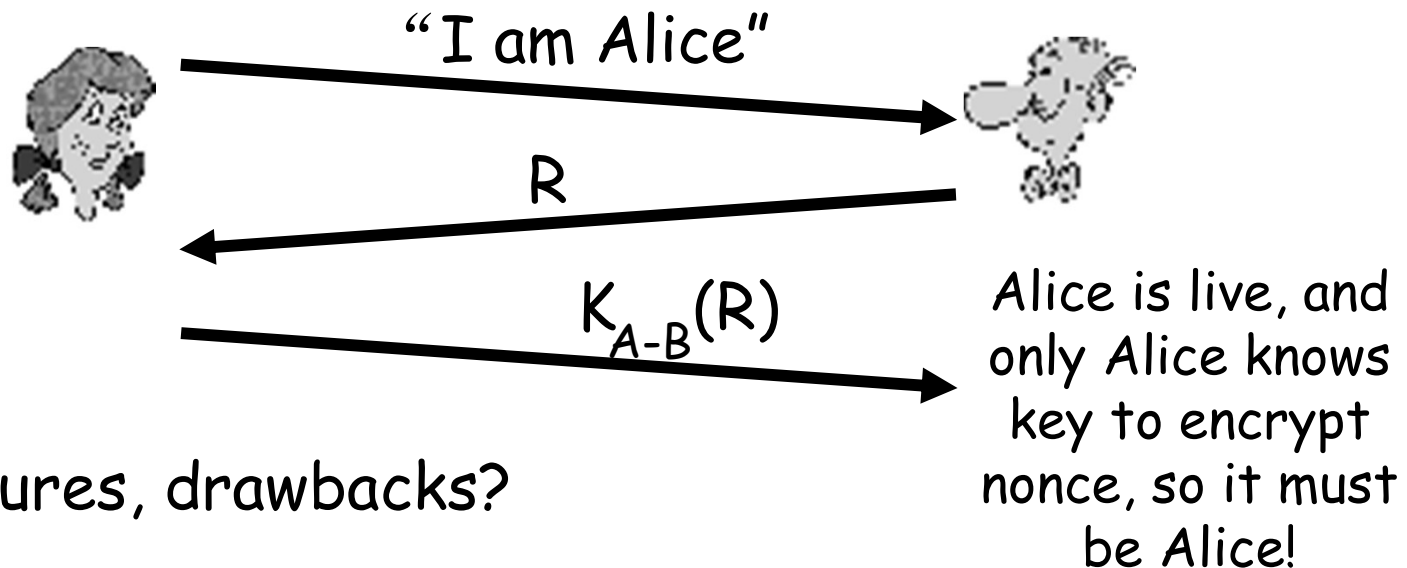 “I am Alice”
R
K_A-B(R)
Alice is live, and
only Alice knows
key to encrypt
nonce, so it must
be Alice!
ures, drawbacks?